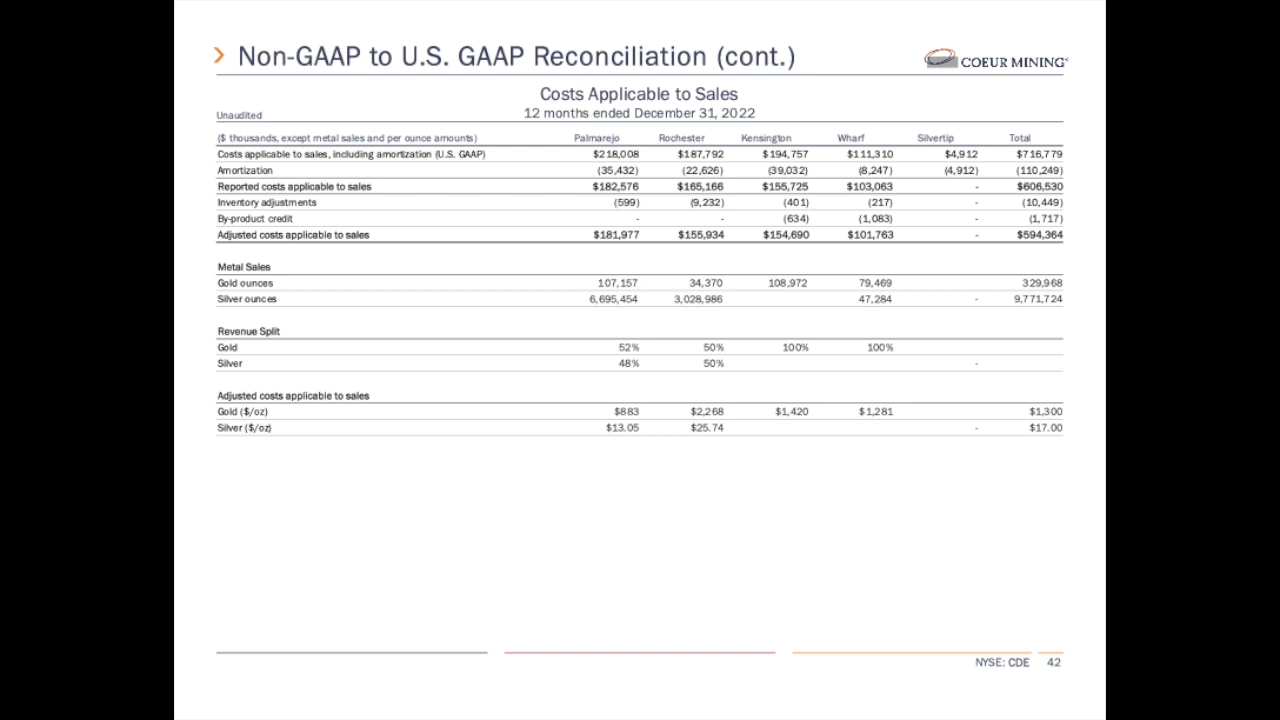 Non-GAAP to U.S. GAAP Reconciliation (cont.)
COEUR MINING
Costs Applicable to Sales
Unaudited 12 months ended December 31, 2022
($ thousands, except metal sales and per ounce amounts) Palmarejo Rochester Kensington Wharf Silvertip Total
Costs applicable to sales, including amortization (U.S. GAAP) $218,008 $187,792 $194,757 $111,310 $4,912 $716,779
Amortization (35,432) (22,626) (39,032) (8,247) (4,912) (110,249)
Reported costs applicable to sales $182,576 $165,166 $155,725 $103,063 - $606,530
Inventory adjustments (599) (9,232) (401) (217) - (10,449)
By-product credit - - (634) (1,083) - (1,717)
Adjusted costs applicable to sales $181,977 $155,934 $154,690 $101,763 - $594,364
Metal Sales
Gold ounces 107,157 34,370 108,972 79,469 329,968
Silver ounces 6,695,454 3,028,986 47,284 - 9,771,724
Revenue Split
Gold 52% 50% 100% 100%
Silver 48% 50% -
Adjusted costs applicable to sales
Gold ($/oz) $883 $2,268 $1,420 $1,281 $1,300
Silver ($/oz) $13.05 $25.74 - $17.00
NYSE: CDE 42